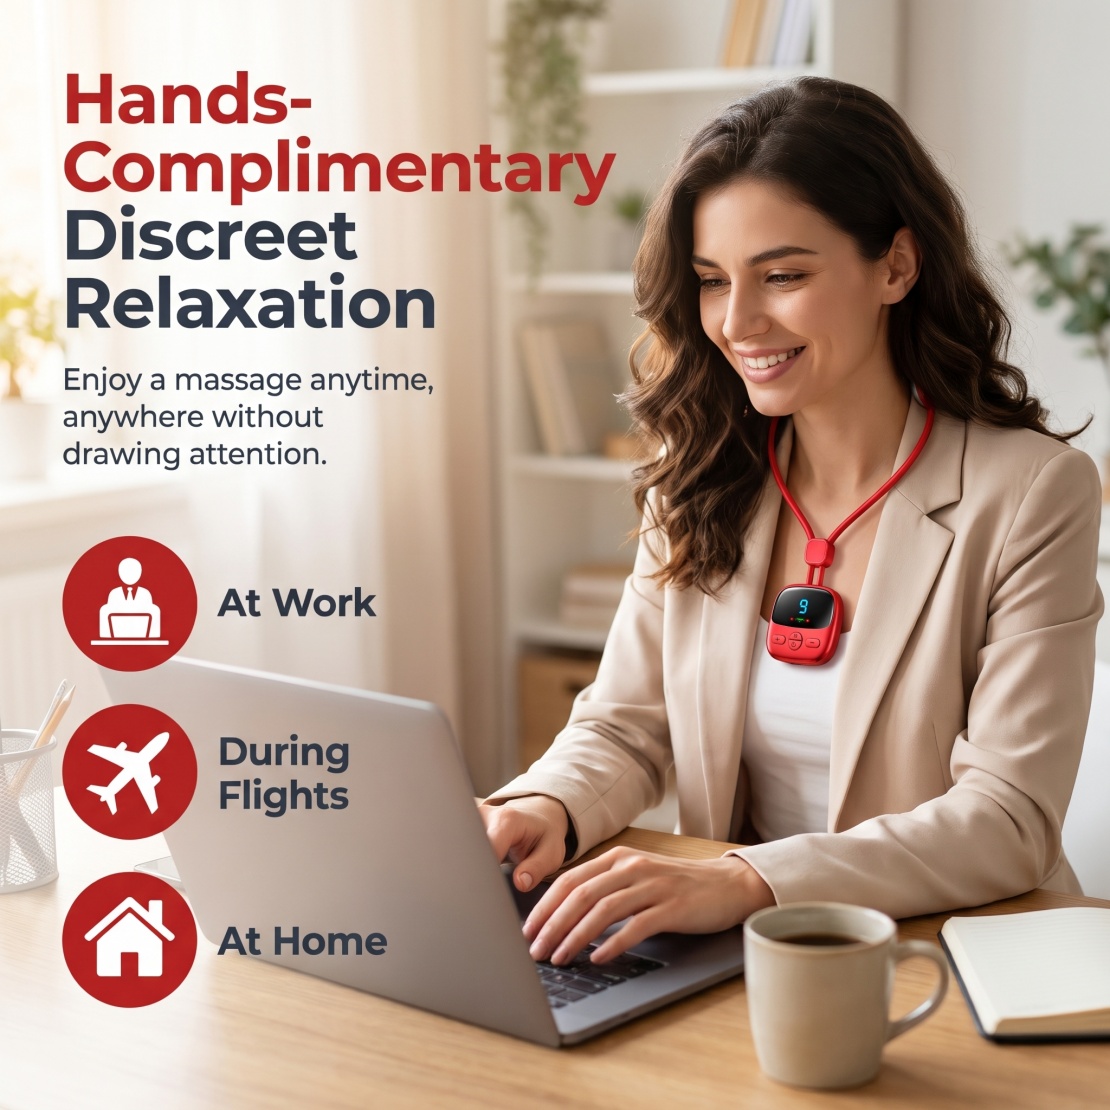 Hands-
Complimentary
Discreet
Relaxation
Enjoy a massage anytime,
anywhere without
drawing attention.
At Work
During
Flights
At Home
9